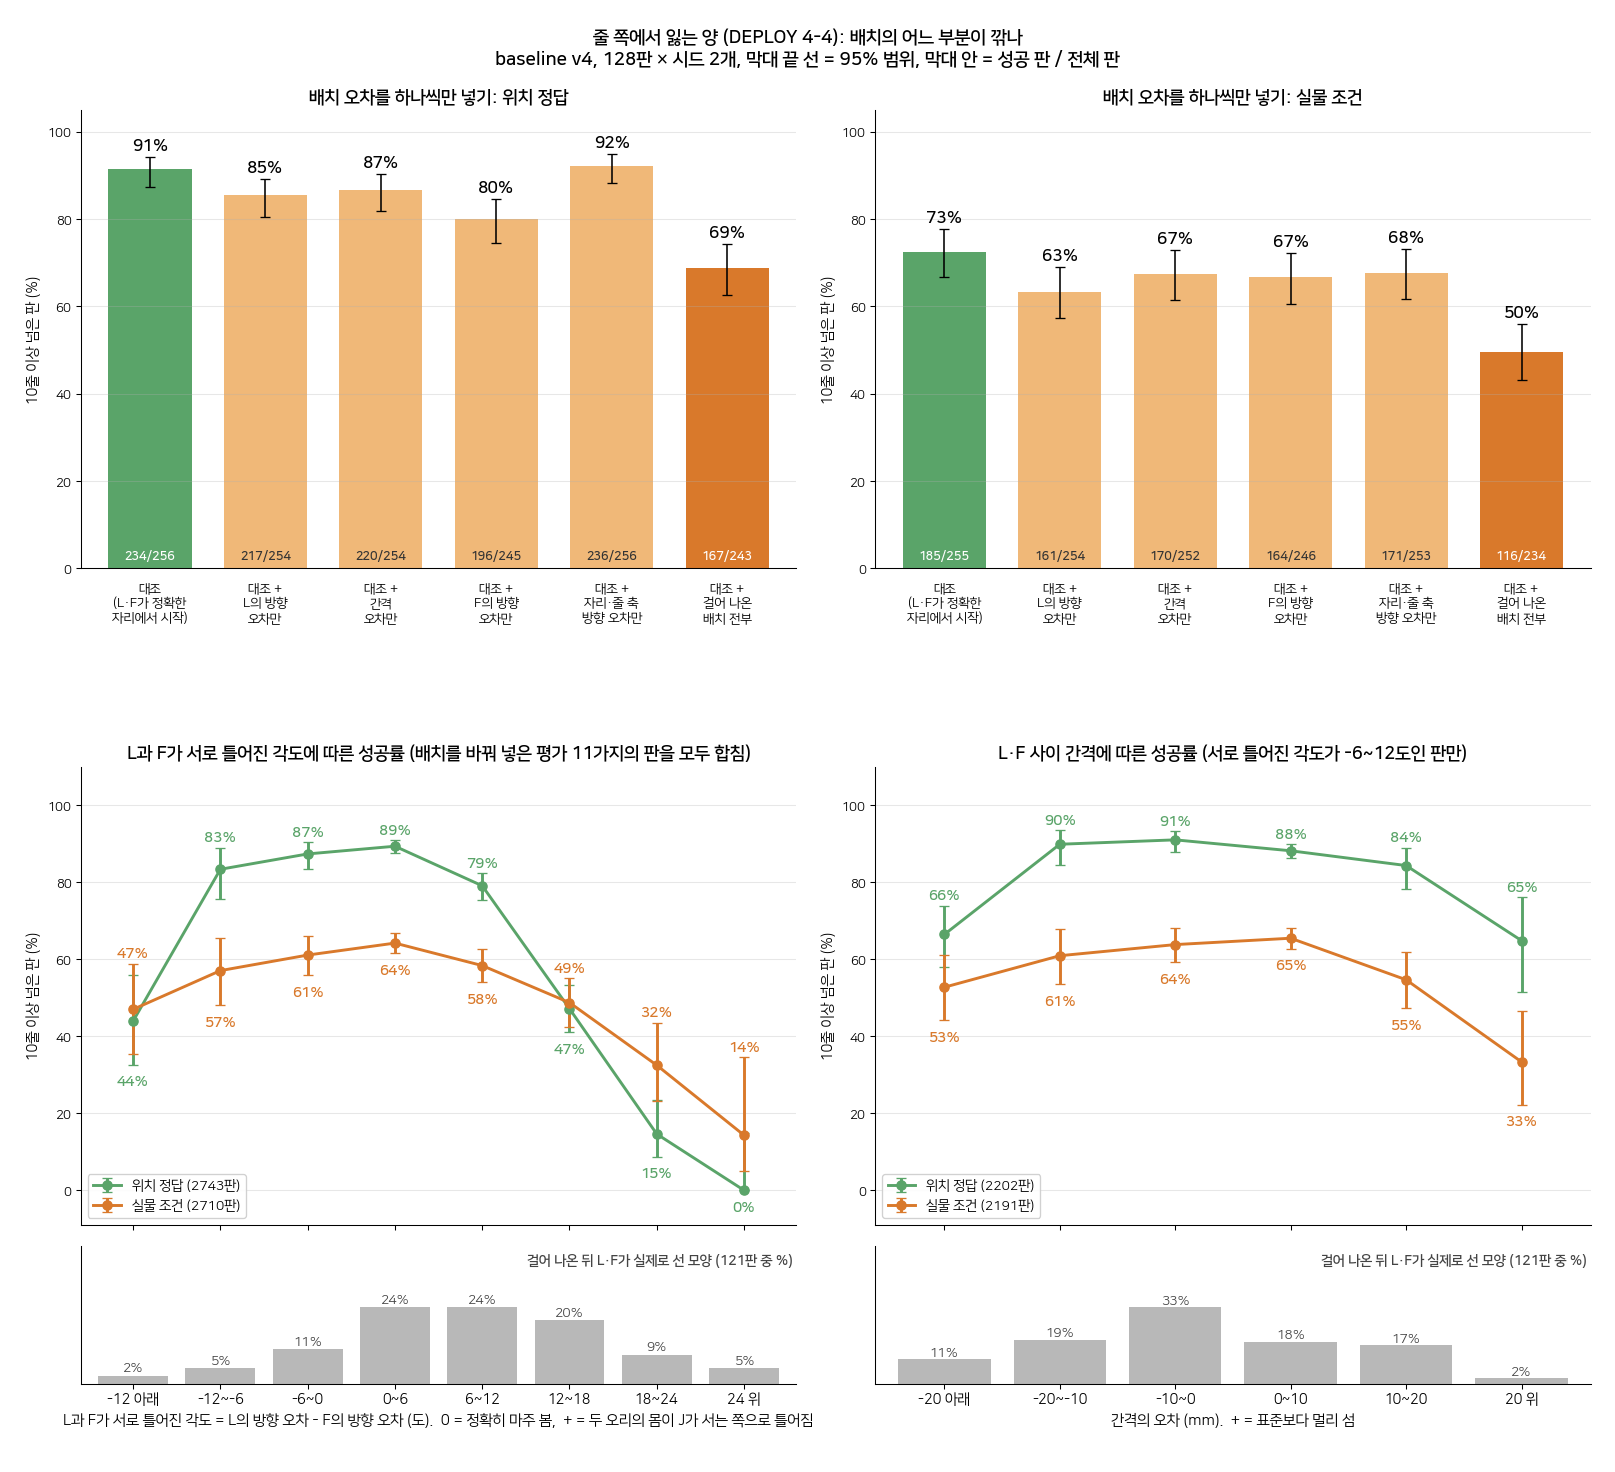 줄 쪽에서 잃는 양 (DEPLOY 4-4): 배치의 어느 부분이 깎나
baseline v4, 128판 × 시드 2개, 막대 끝 선 = 95% 범위, 막대 안 = 성공 판 / 전체 판
배치 오차를 하나씩만 넣기: 위치 정답
10줄 이상 넘은 판 (%)
100
80
60
40
20
0
91%
85%
87%
80%
92%
69%
234/256
217/254
220/254
196/245
236/256
167/243
대조
(L·F가 정확한
자리에서 시작)
대조 +
L의 방향
오차만
대조 +
간격
오차만
대조 +
F의 방향
오차만
대조 +
자리·줄 축
방향 오차만
대조 +
걸어 나온
배치 전부
배치 오차를 하나씩만 넣기: 실물 조건
10줄 이상 넘은 판 (%)
100
80
60
40
20
0
73%
63%
67%
67%
68%
50%
185/255
161/254
170/252
164/246
171/253
116/234
대조
(L·F가 정확한
자리에서 시작)
대조 +
L의 방향
오차만
대조 +
간격
오차만
대조 +
F의 방향
오차만
대조 +
자리·줄 축
방향 오차만
대조 +
걸어 나온
배치 전부
L과 F가 서로 틀어진 각도에 따른 성공률 (배치를 바꿔 넣은 평가 11가지의 판을 모두 합침)
10줄 이상 넘은 판 (%)
100
80
60
40
20
0
44%
83%
87%
89%
79%
47%
15%
0%
47%
57%
61%
64%
58%
49%
32%
14%
위치 정답 (2743판)
실물 조건 (2710판)
걸어 나온 뒤 L·F가 실제로 선 모양 (121판 중 %)
2%
5%
11%
24%
24%
20%
9%
5%
-12 아래
-12~-6
-6~0
0~6
6~12
12~18
18~24
24 위
L과 F가 서로 틀어진 각도 = L의 방향 오차 - F의 방향 오차 (도). 0 = 정확히 마주 봄, + = 두 오리의 몸이 J가 서는 쪽으로 틀어짐
L·F 사이 간격에 따른 성공률 (서로 틀어진 각도가 -6~12도인 판만)
10줄 이상 넘은 판 (%)
100
80
60
40
20
0
66%
90%
91%
88%
84%
65%
53%
61%
64%
65%
55%
33%
위치 정답 (2202판)
실물 조건 (2191판)
걸어 나온 뒤 L·F가 실제로 선 모양 (121판 중 %)
11%
19%
33%
18%
17%
2%
-20 아래
-20~-10
-10~0
0~10
10~20
20 위
간격의 오차 (mm). + = 표준보다 멀리 섬